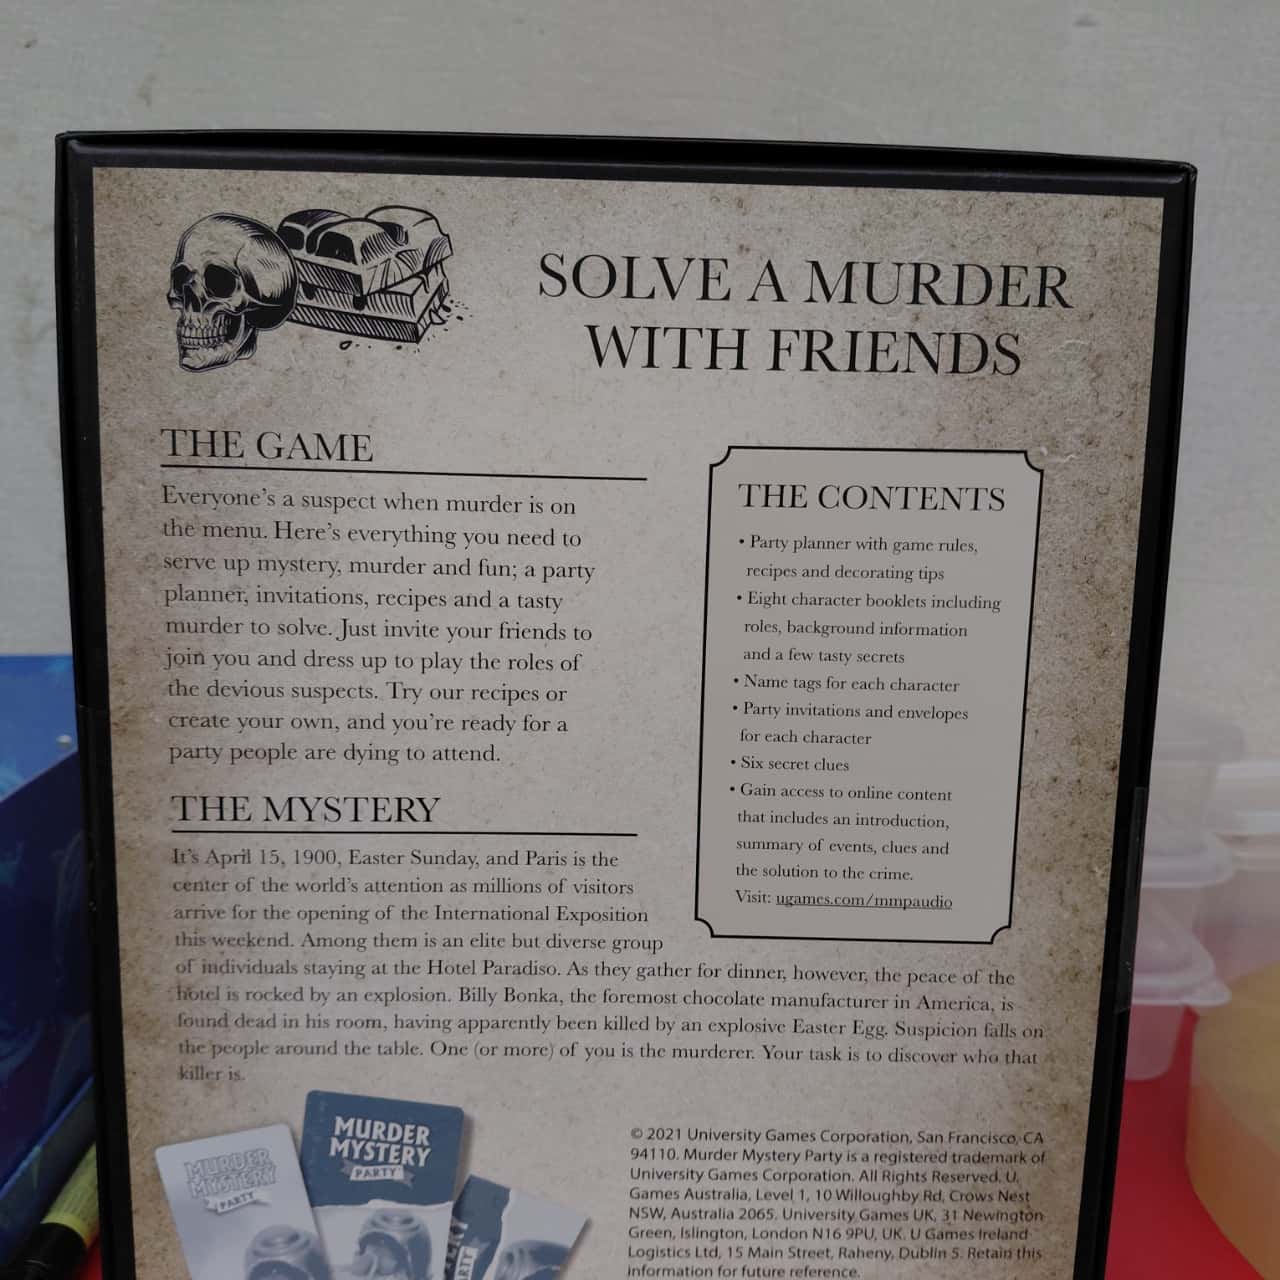 SOLVE A MURDER
WITH FRIENDS
THE GAME
Everyone's a suspect when murder is on
the menu. Here's everything you need to
serve up mystery, murder and fun; a party
planner, invitations, recipes and a tasty
murder to solve. Just invite your friends to
join you and dress up to play the roles of
the devious suspects. Try our recipes or
create your own, and you're ready for a
party people are dying to attend.
THE CONTENTS
• Party planner with game rules,
recipes and decorating tips
• Eight character booklets including
roles, background information
and a few tasty secrets
• Name tags for each character
• Party invitations and envelopes
for each character
• Six secret clues
• Gain access to online content
that includes an introduction,
summary of events, clues and
the solution to the crime.
Visit: ugames.com/mmpaudio
THE MYSTERY
It's April 15, 1900, Easter Sunday, and Paris is the
center of the world's attention as millions of visitors
arrive for the opening of the International Exposition
this weekend. Among them is an elite but diverse group
of individuals staying at the Hotel Paradiso. As they gather for dinner, however, the peace of the
hotel is rocked by an explosion. Billy Bonka, the foremost chocolate manufacturer in America, is
found dead in his room, having apparently been killed by an explosive Easter Egg. Suspicion falls on
the people around the table. One (or more) of you is the murderer. Your task is to discover who that
killer is.
MURDER
MYSTERY
PARTY
MURDER
MYSTERY
PARTY
© 2021 University Games Corporation, San Francisco, CA
94110. Murder Mystery Party is a registered trademark of
University Games Corporation. All Rights Reserved. U.
Games Australia, Level 1, 10 Willoughby Rd, Crows Nest
NSW, Australia 2065. University Games UK, 31 Newington
Green, Islington, London N16 9PU, UK. U Games Ireland
Logistics Ltd, 15 Main Street, Raheny, Dublin 5. Retain this
information for future reference.